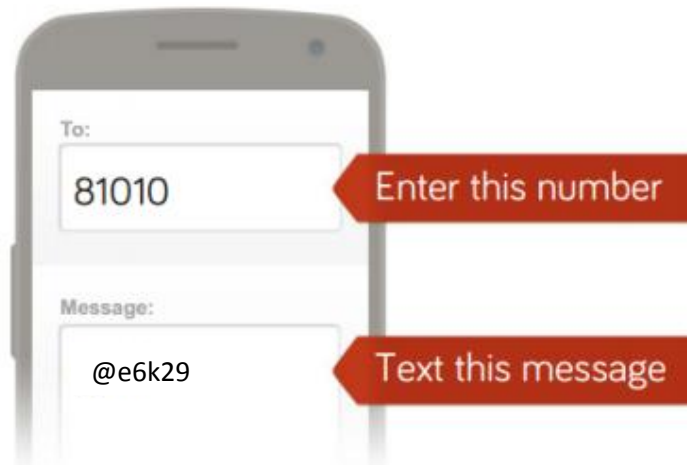 To:
81010
Enter this number
Message:
@e6k29
Text this message